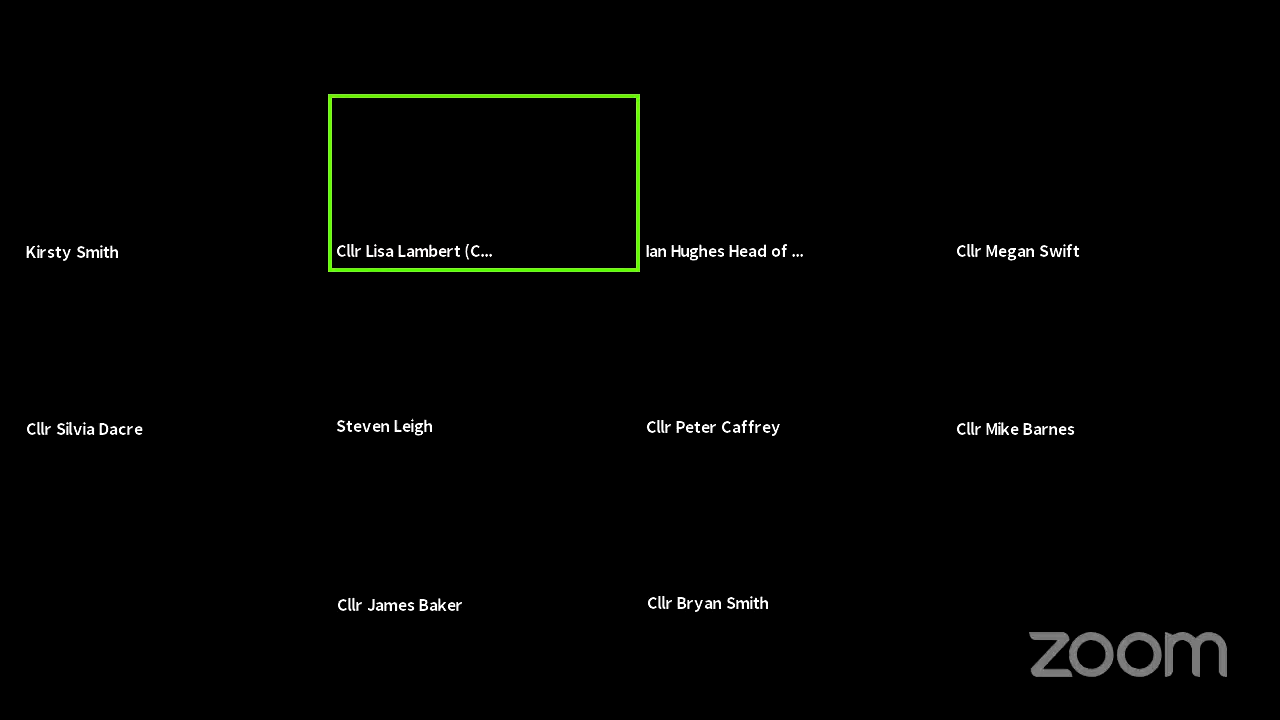 Kirsty Smith
Cllr Lisa Lambert (C...
Ian Hughes Head of ...
Cllr Megan Swift
Cllr Silvia Dacre
Steven Leigh
Cllr Peter Caffrey
Cllr Mike Barnes
Cllr James Baker
Cllr Bryan Smith
zoom